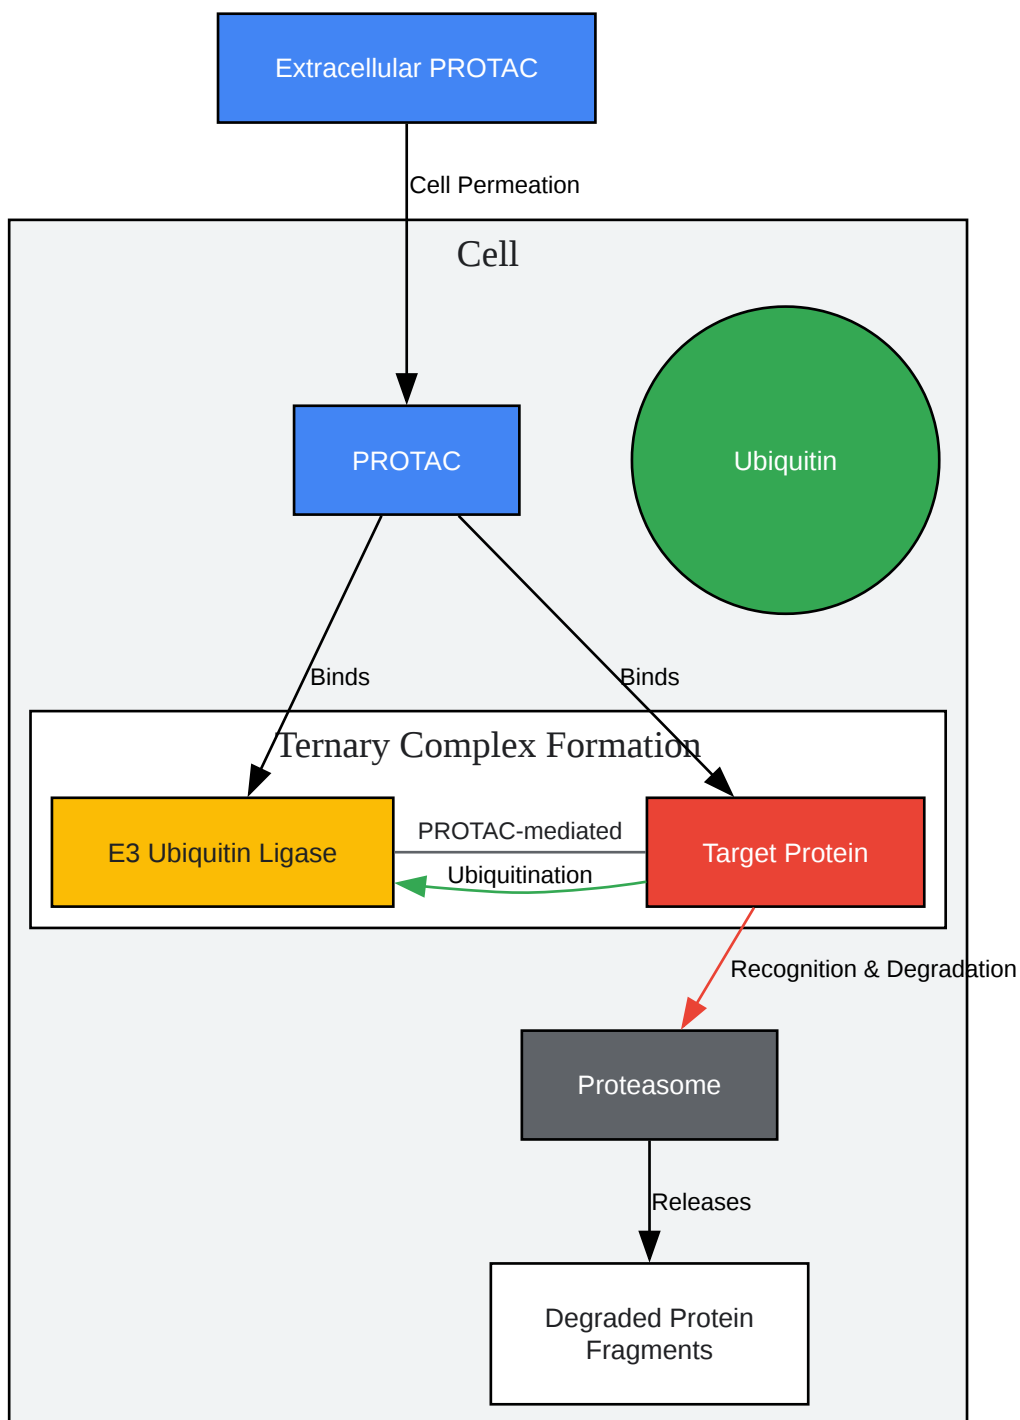 Extracellular PROTAC
Cell Permeation
Cell
PROTAC
Ubiquitin
Binds
Binds
Ternary Complex Formation
E3 Ubiquitin Ligase
PROTAC-mediated
Ubiquitination
Target Protein
Recognition & Degradation
Proteasome
Releases
Degraded Protein
Fragments